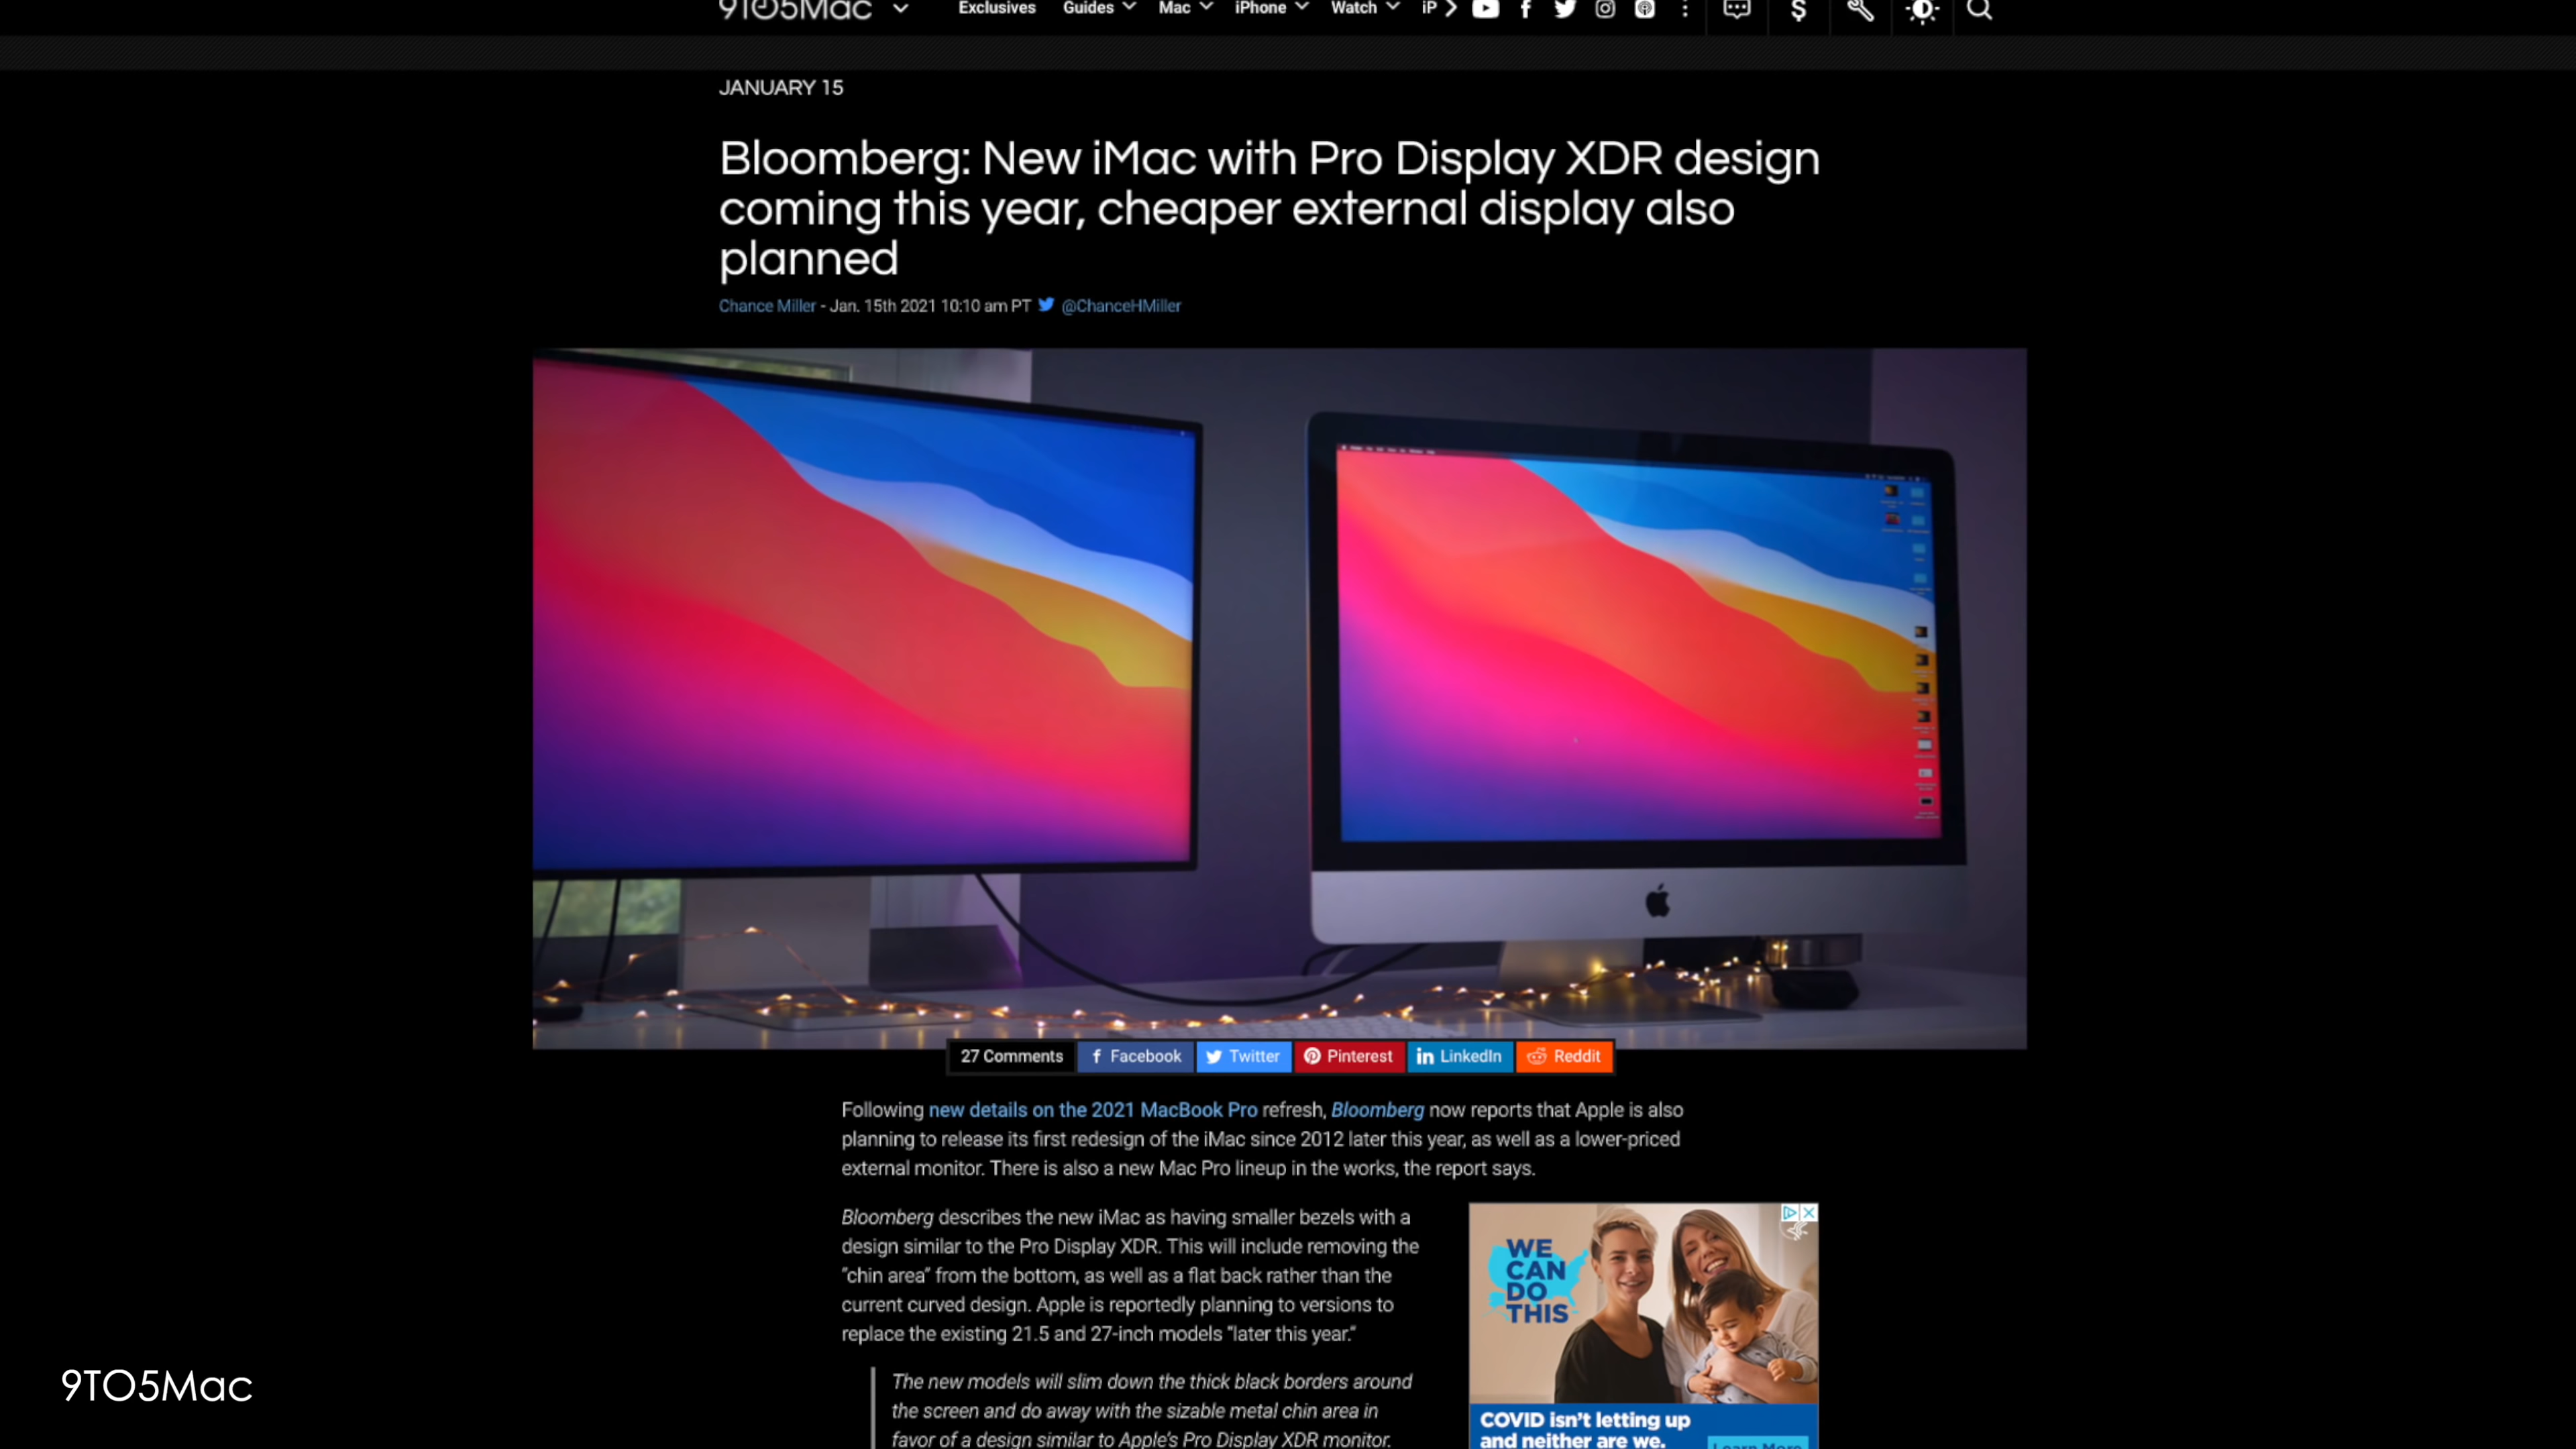 9TO5Mac
Exclusives Guides Mac iPhone Watch iP
JANUARY 15
Bloomberg: New iMac with Pro Display XDR design
coming this year, cheaper external display also
planned
Chance Miller - Jan. 15th 2021 10:10 am PT @ChanceHMiller
27 Comments Facebook Twitter Pinterest LinkedIn Reddit
Following new details on the 2021 MacBook Pro refresh, Bloomberg now reports that Apple is also
planning to release its first redesign of the iMac since 2012 later this year, as well as a lower-priced
external monitor. There is also a new Mac Pro lineup in the works, the report says.
Bloomberg describes the new iMac as having smaller bezels with a
design similar to the Pro Display XDR. This will include removing the
"chin area" from the bottom, as well as a flat back rather than the
current curved design. Apple is reportedly planning to versions to
replace the existing 21.5 and 27-inch models "later this year."
The new models will slim down the thick black borders around
the screen and do away with the sizable metal chin area in
favor of a design similar to Apple's Pro Display XDR monitor.
WE
CAN
DO
THIS
COVID isn't letting up
and neither are we.
Learn More
9TO5Mac